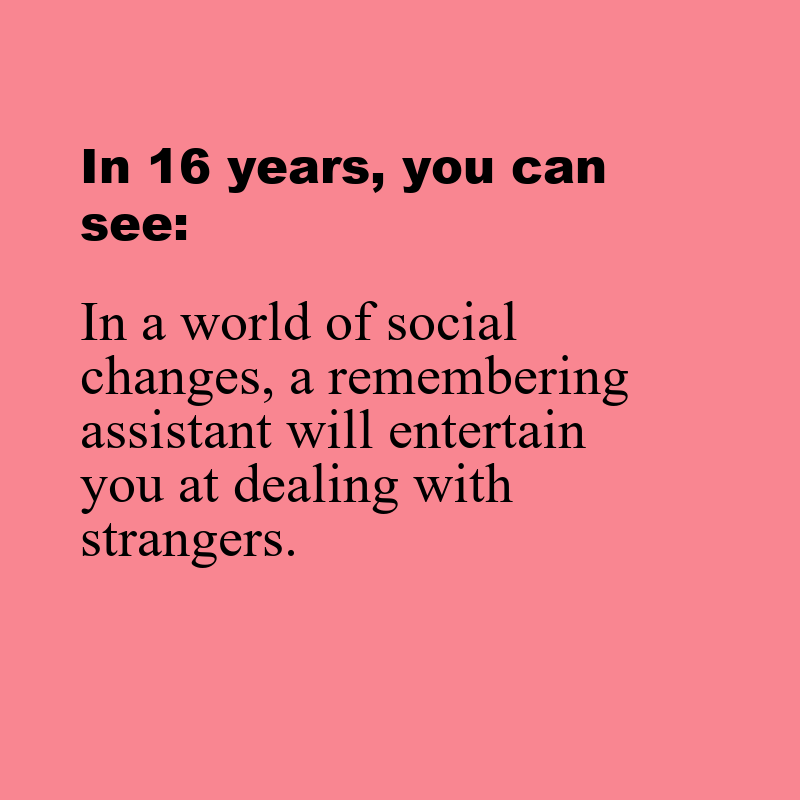 In 16 years, you can
see:
In a world of social
changes, a remembering
assistant will entertain
you at dealing with
strangers.